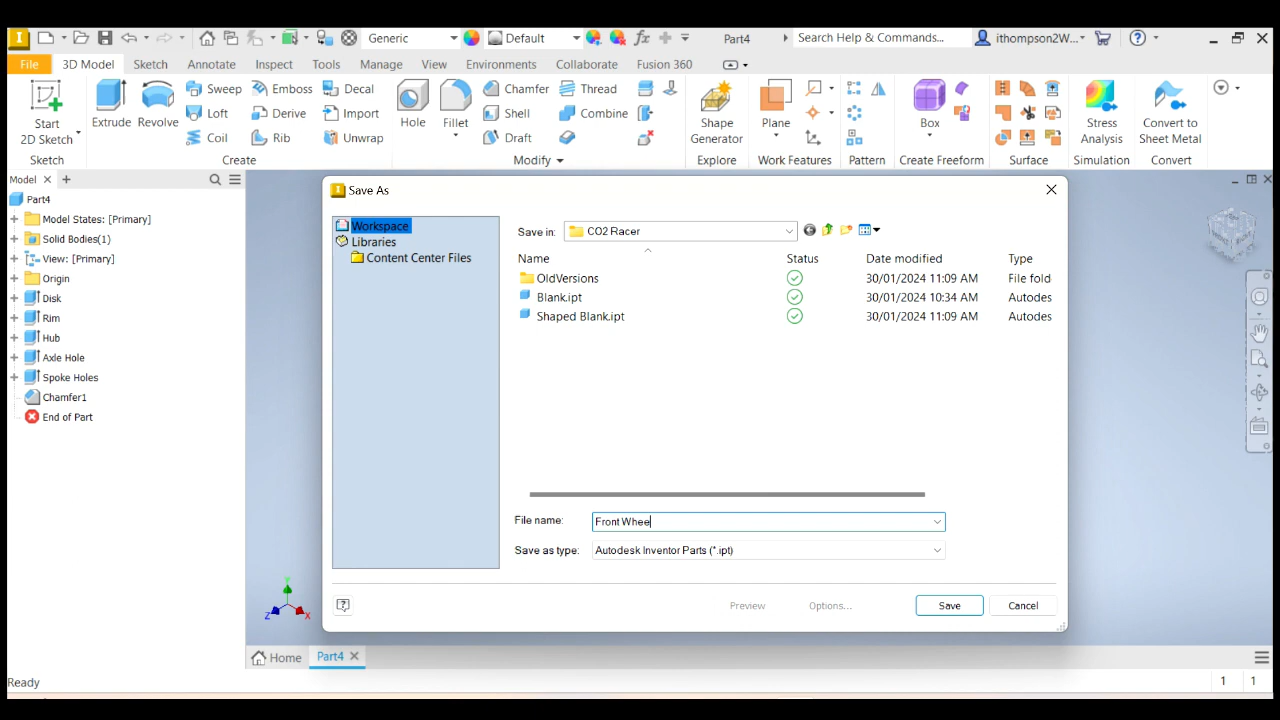 I Generic Default fx Part4 Search Help & Commands... ithompson2W...
File 3D Model Sketch Annotate Inspect Tools Manage View Environments Collaborate Fusion 360
Start 2D Sketch
Extrude Revolve
Sweep Emboss Decal
Loft Derive Import
Coil Rib Unwrap
Hole Fillet
Chamfer Thread
Shell Combine
Draft
Shape Generator
Plane
Box
Stress Analysis
Convert to Sheet Metal
Sketch Create Modify Explore Work Features Pattern Create Freeform Surface Simulation Convert
Model
Part4
Model States: [Primary]
Solid Bodies(1)
View: [Primary]
Origin
Disk
Rim
Hub
Axle Hole
Spoke Holes
Chamfer1
End of Part
Save As
Workspace
Libraries
Content Center Files
Save in: CO2 Racer
Name Status Date modified Type
OldVersions 30/01/2024 11:09 AM File fold
Blank.ipt 30/01/2024 10:34 AM Autodes
Shaped Blank.ipt 30/01/2024 11:09 AM Autodes
File name: Front Whee
Save as type: Autodesk Inventor Parts (*.ipt)
Preview Options... Save Cancel
Y
Z X
Home Part4
Ready 1 1